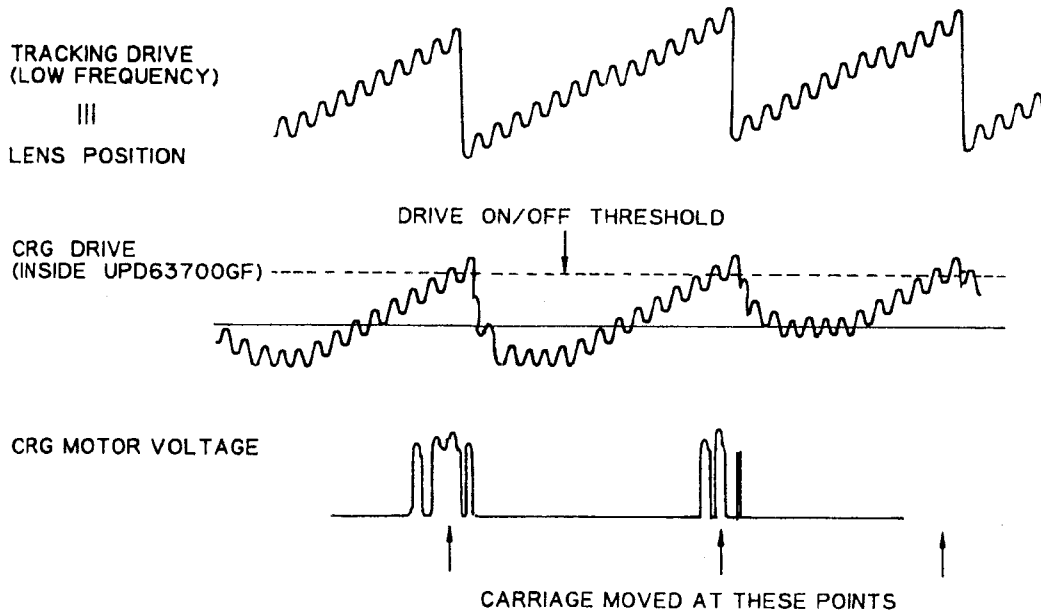 TRACKING DRIVE
(LOW FREQUENCY)
LENS POSITION
DRIVE ON/OFF THRESHOLD
CRG DRIVE
(INSIDE UPD63700GF)
CRG MOTOR VOLTAGE
CARRIAGE MOVED AT THESE POINTS